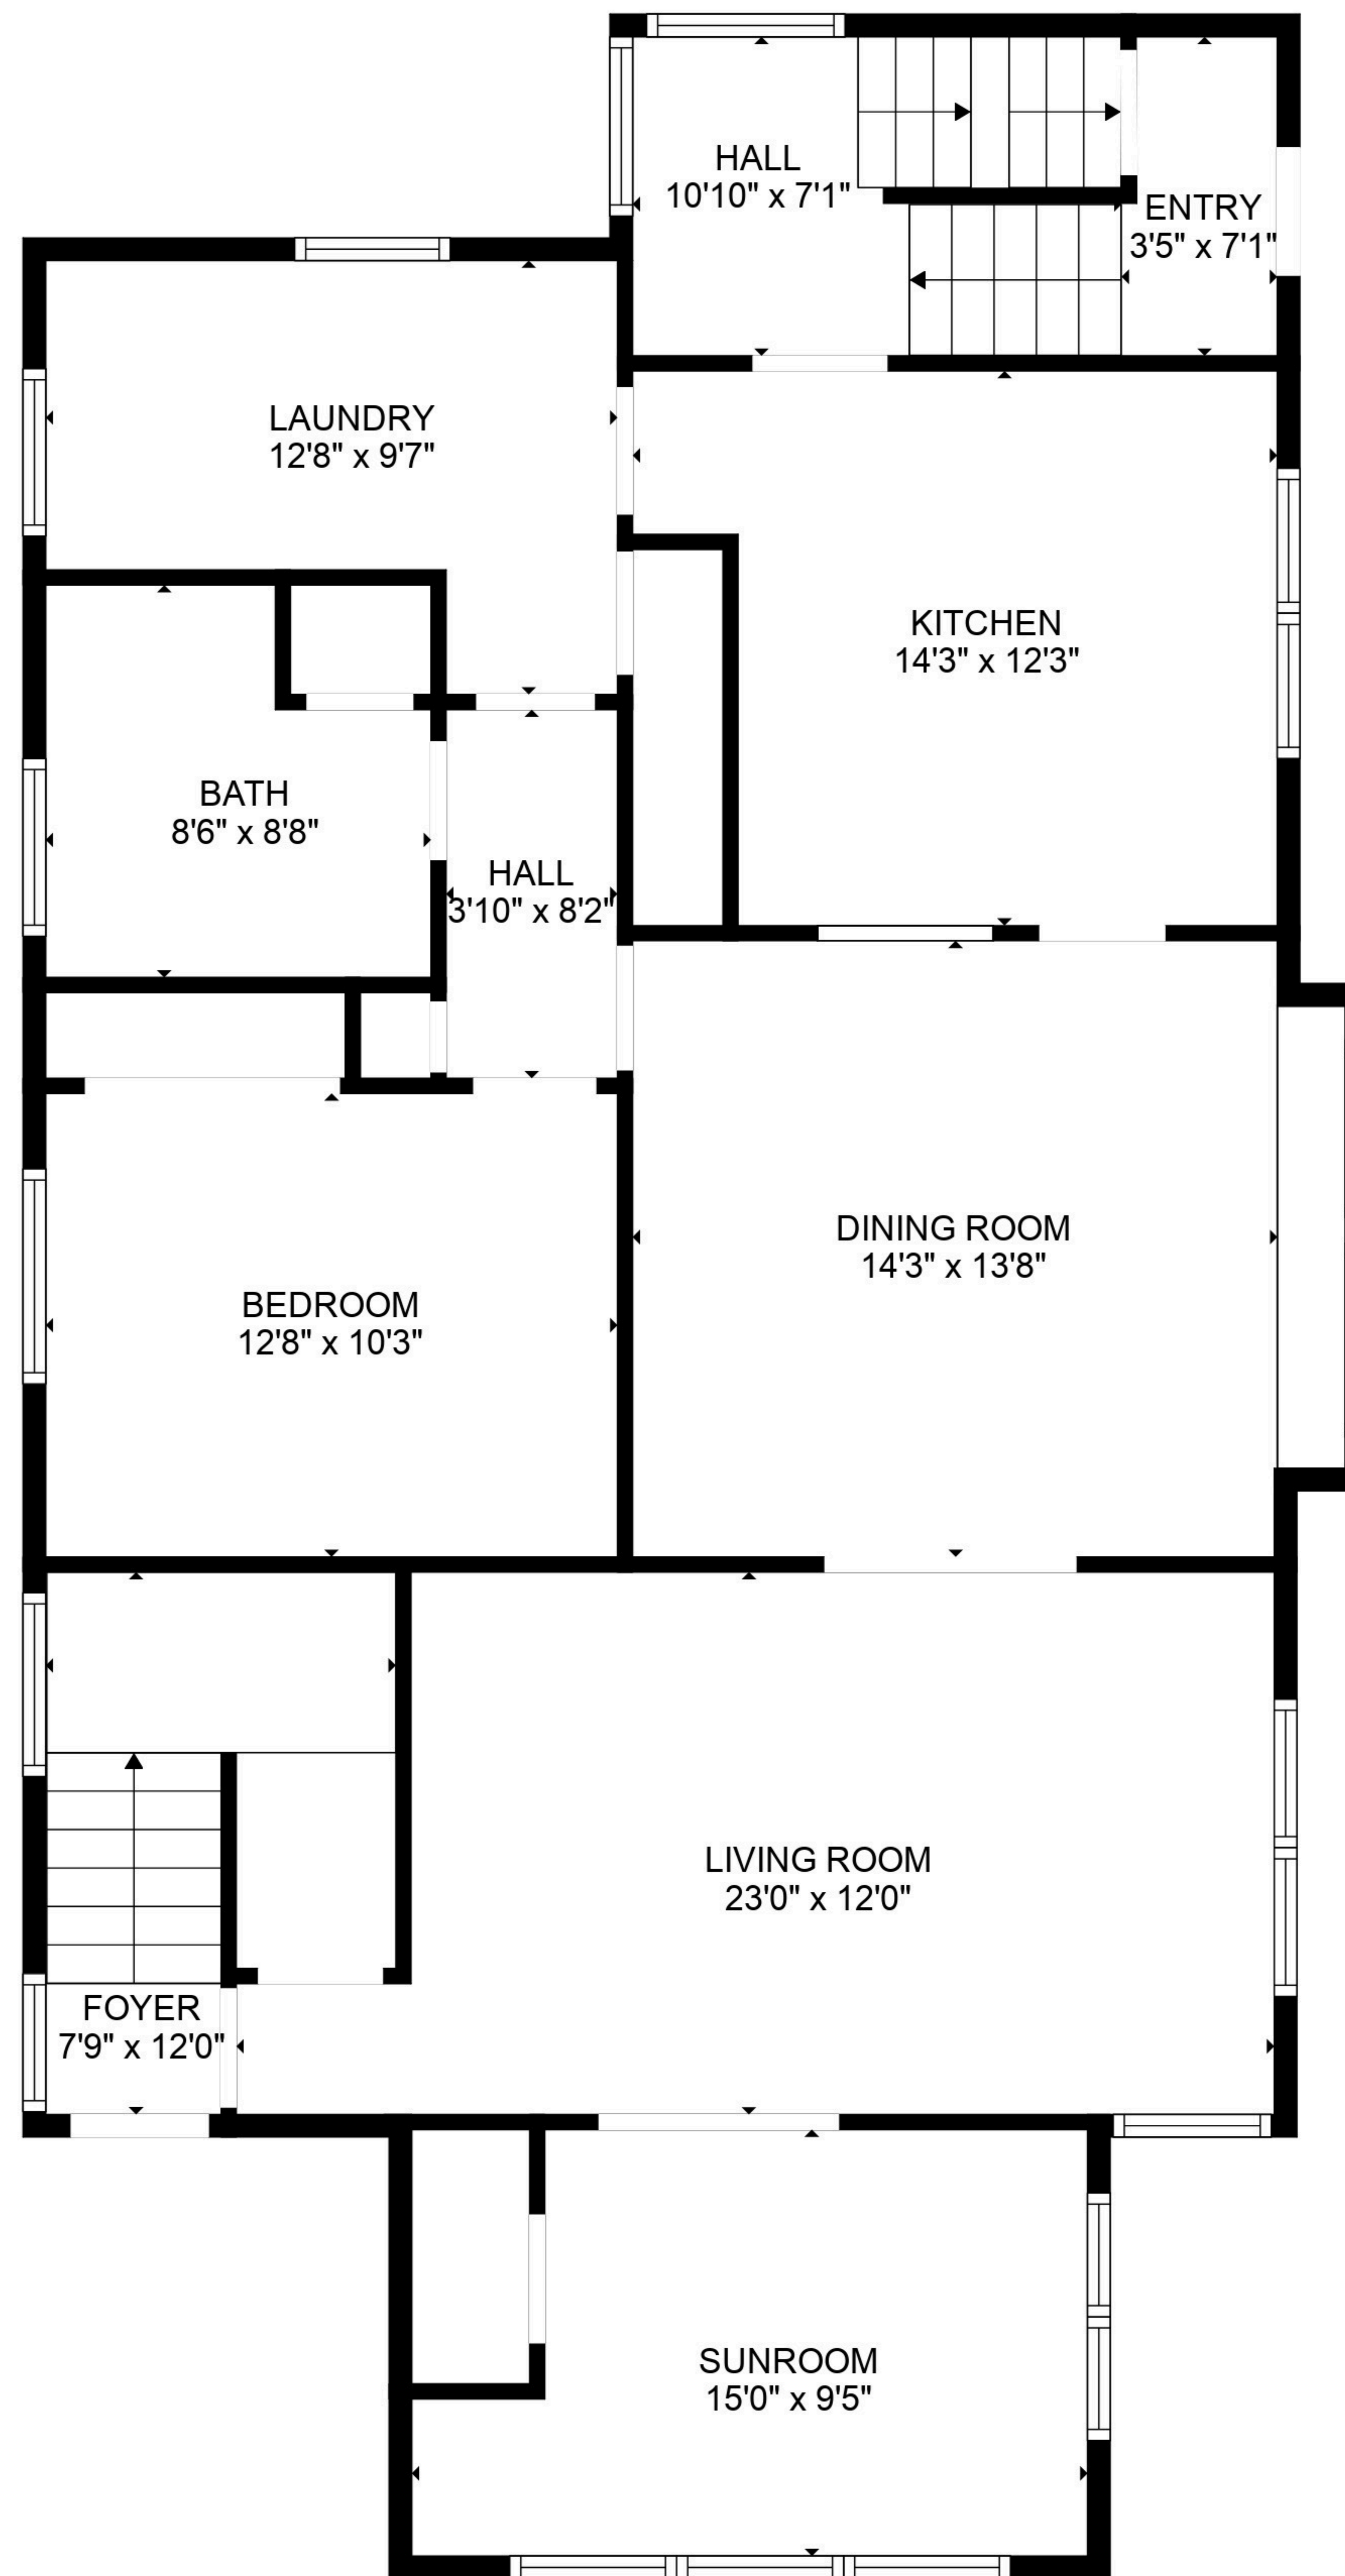 HALL
10'10" x 7'1"
ENTRY
3'5" x 7'1"
LAUNDRY
12'8" x 9'7"
KITCHEN
14'3" x 12'3"
BATH
8'6" x 8'8"
HALL
3'10" x 8'2"
DINING ROOM
14'3" x 13'8"
BEDROOM
12'8" x 10'3"
LIVING ROOM
23'0" x 12'0"
FOYER
7'9" x 12'0"
SUNROOM
15'0" x 9'5"